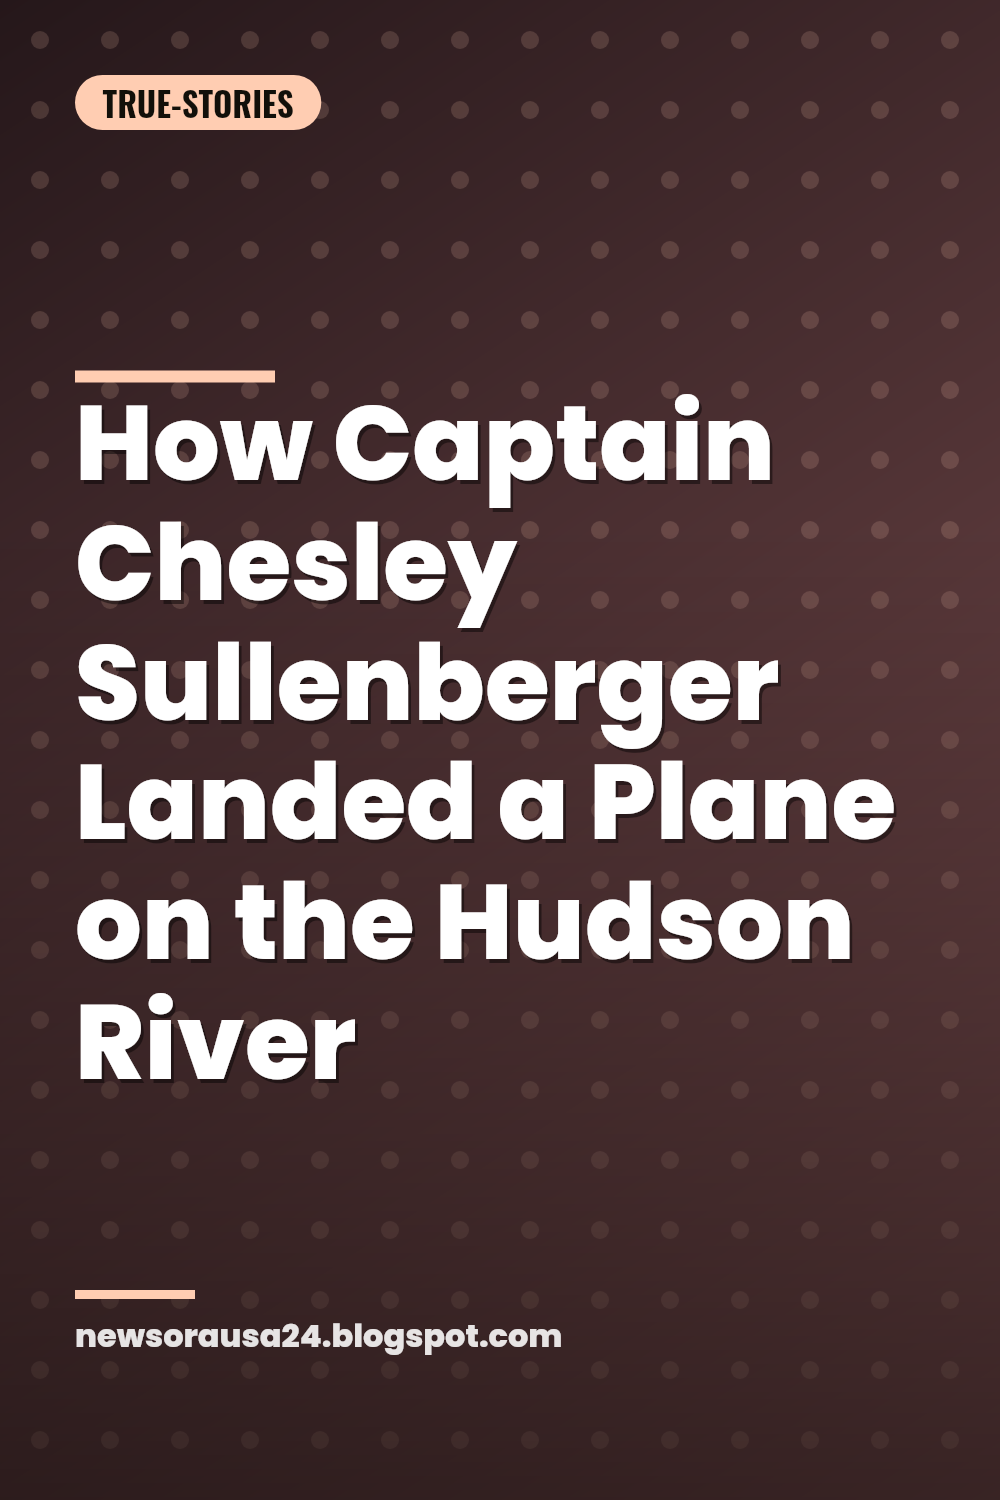 TRUE-STORIES
How Captain
Chesley
Sullenberger
Landed a Plane
on the Hudson
River
newsorausa24.blogspot.com